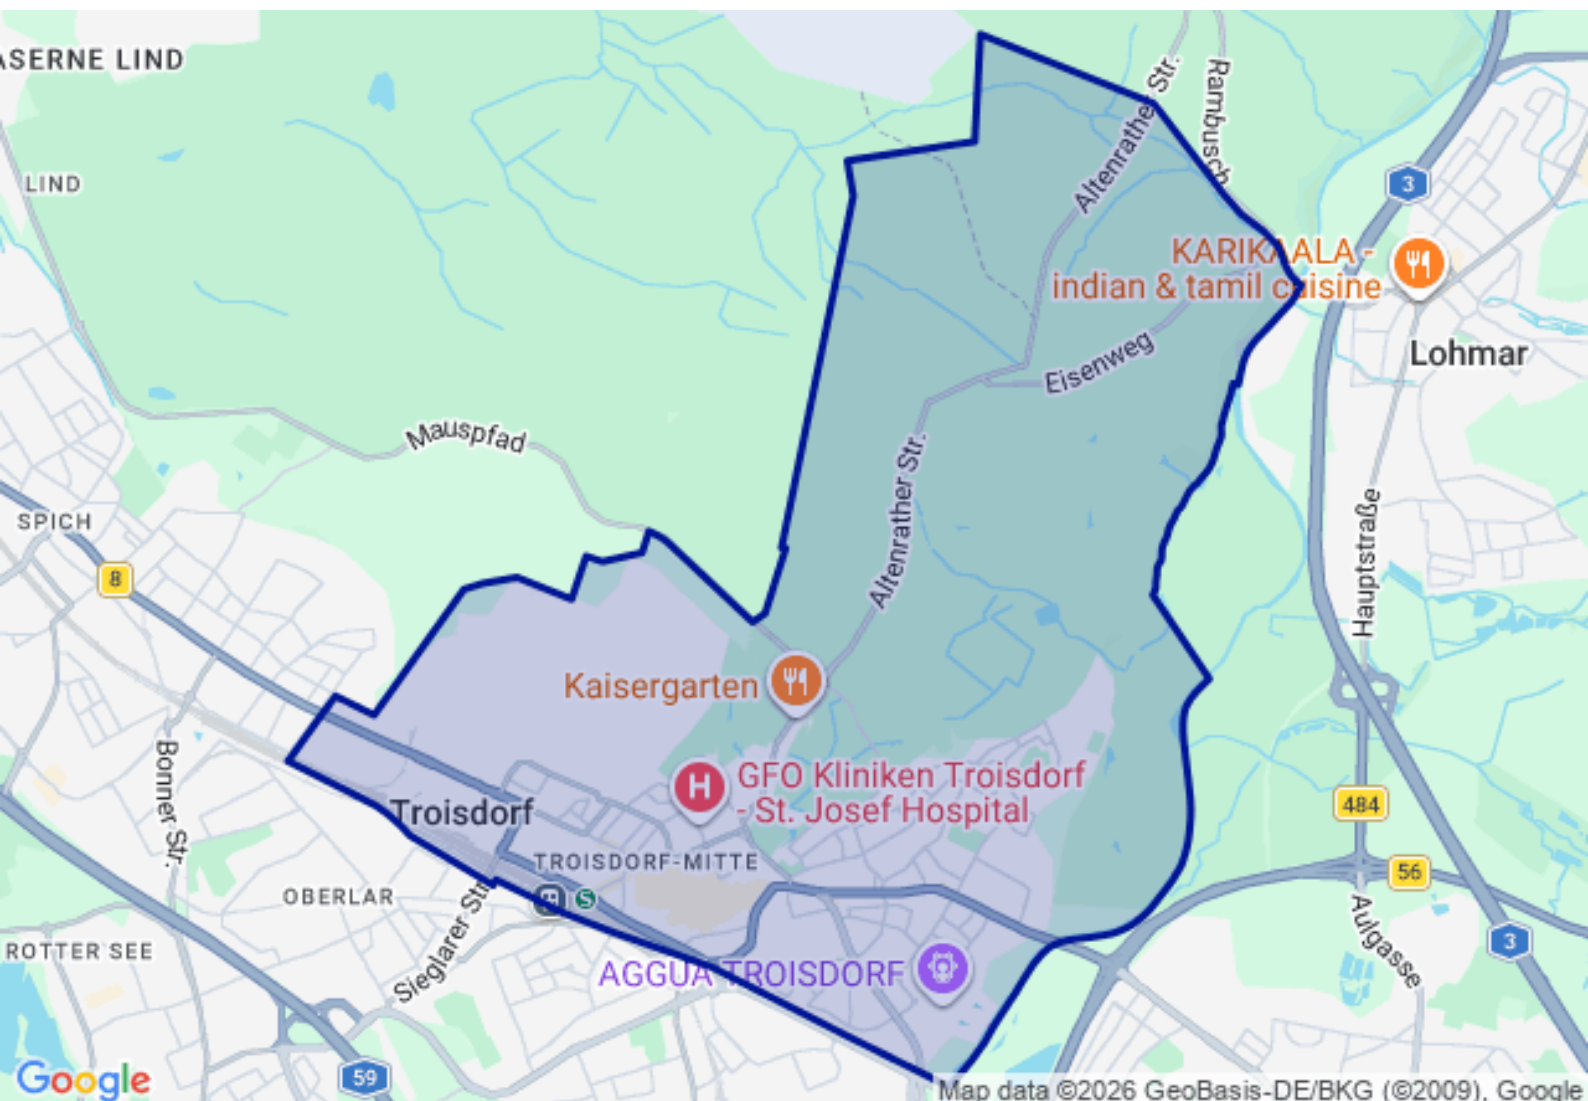 ASERNE LIND
LIND
Altenrather Str.
Rambusch
3
KARIKAALA -
indian & tamil cuisine
Lohmar
Eisenweg
Mauspfad
Altenrather Str.
SPICH
8
Hauptstraße
Kaisergarten
Bonner Str.
GFO Kliniken Troisdorf
- St. Josef Hospital
H
Troisdorf
484
TROISDORF-MITTE
56
OBERLAR
S
Sieglarer Str.
Aulgasse
ROTTER SEE
3
AGGUA TROISDORF
59
Google
Map data ©2026 GeoBasis-DE/BKG (©2009), Google